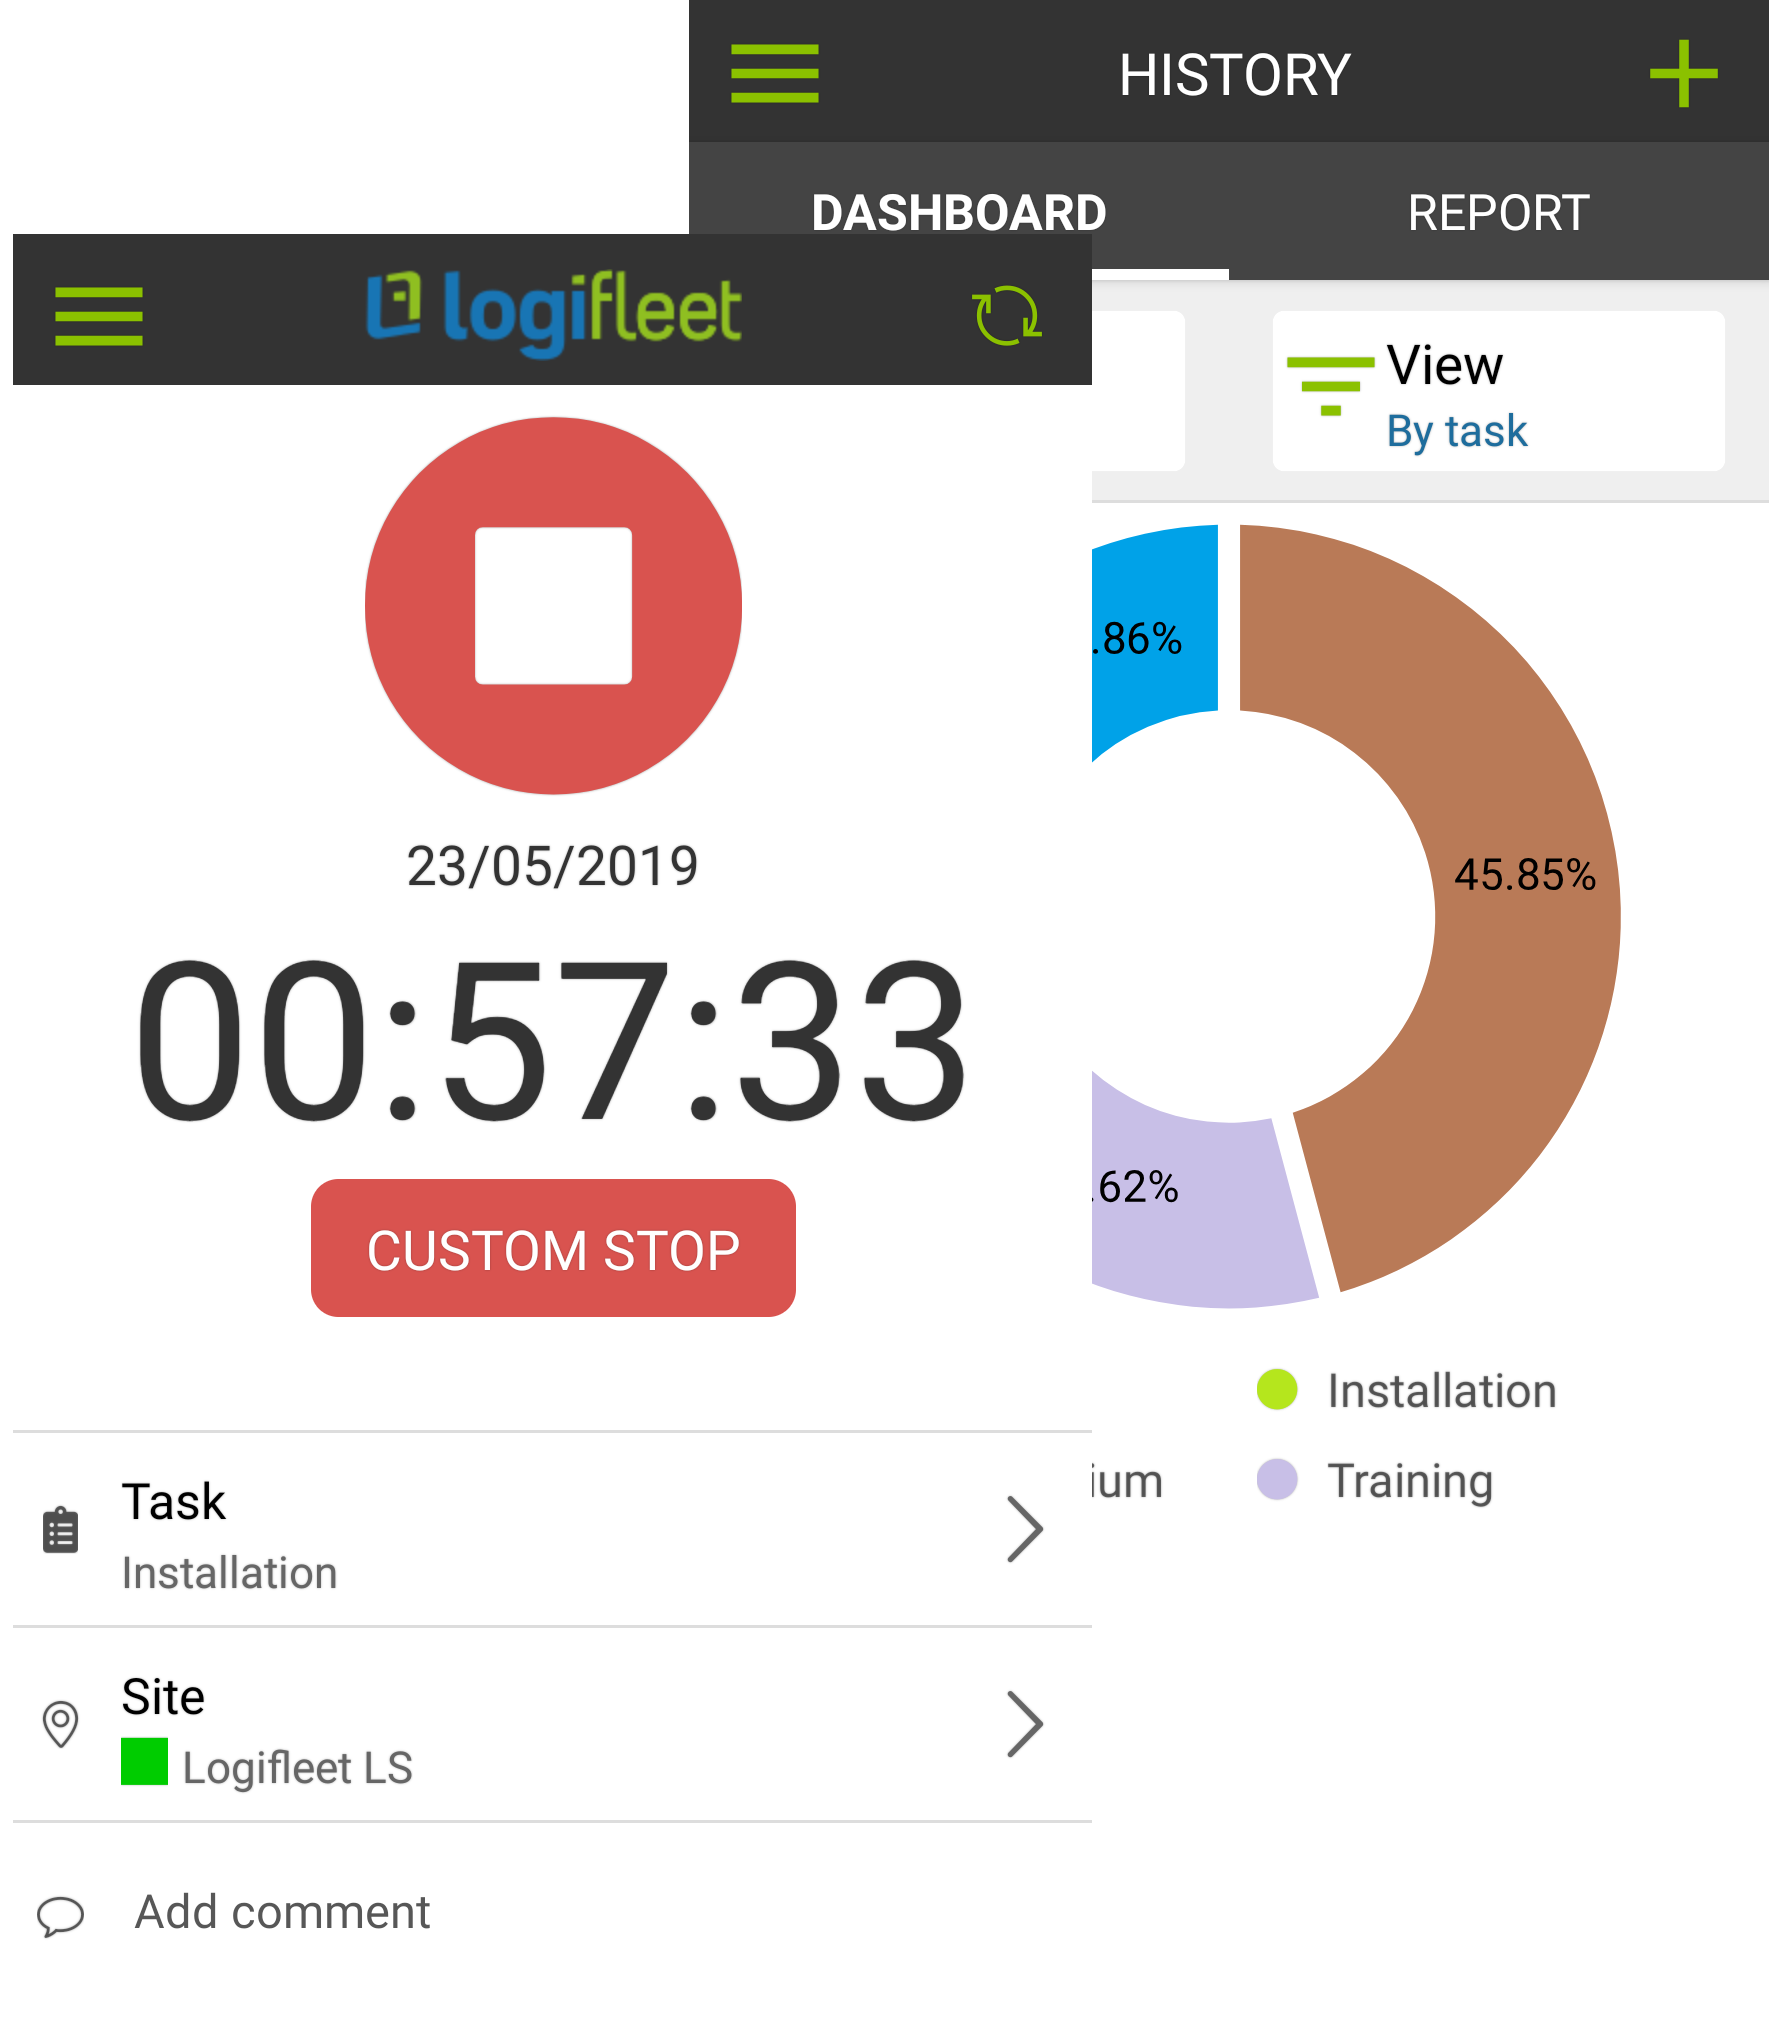 HISTORY
DASHBOARD
REPORT
View
By task
.86%
45.85%
.62%
Installation
Training
logifleet
23/05/2019
00:57:33
CUSTOM STOP
Task
Installation
Site
Logifleet LS
Add comment